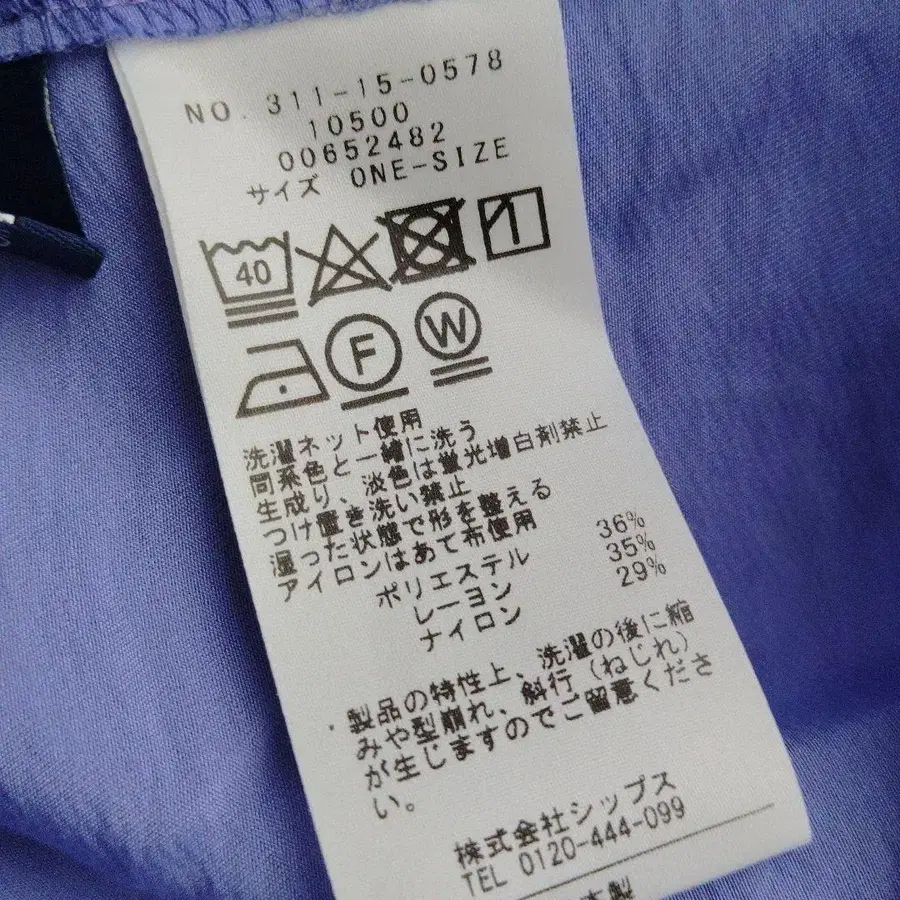 NO. 311-15-0578
10500
00652482
サイズ ONE-SIZE
40
F
W
洗濯ネット使用
同系色と一緒に洗う
生成り、淡色は蛍光増白剤禁止
つけ置き洗い禁止
湿った状態で形を整える
アイロンはあて布使用
ポリエステル 36%
レーヨン 35%
ナイロン 29%
・製品の特性上、洗濯の後に縮
みや型崩れ、斜行(ねじれ)
が生じますのでご留意くださ
い。
株式会社シップス
TEL 0120-444-099
本製